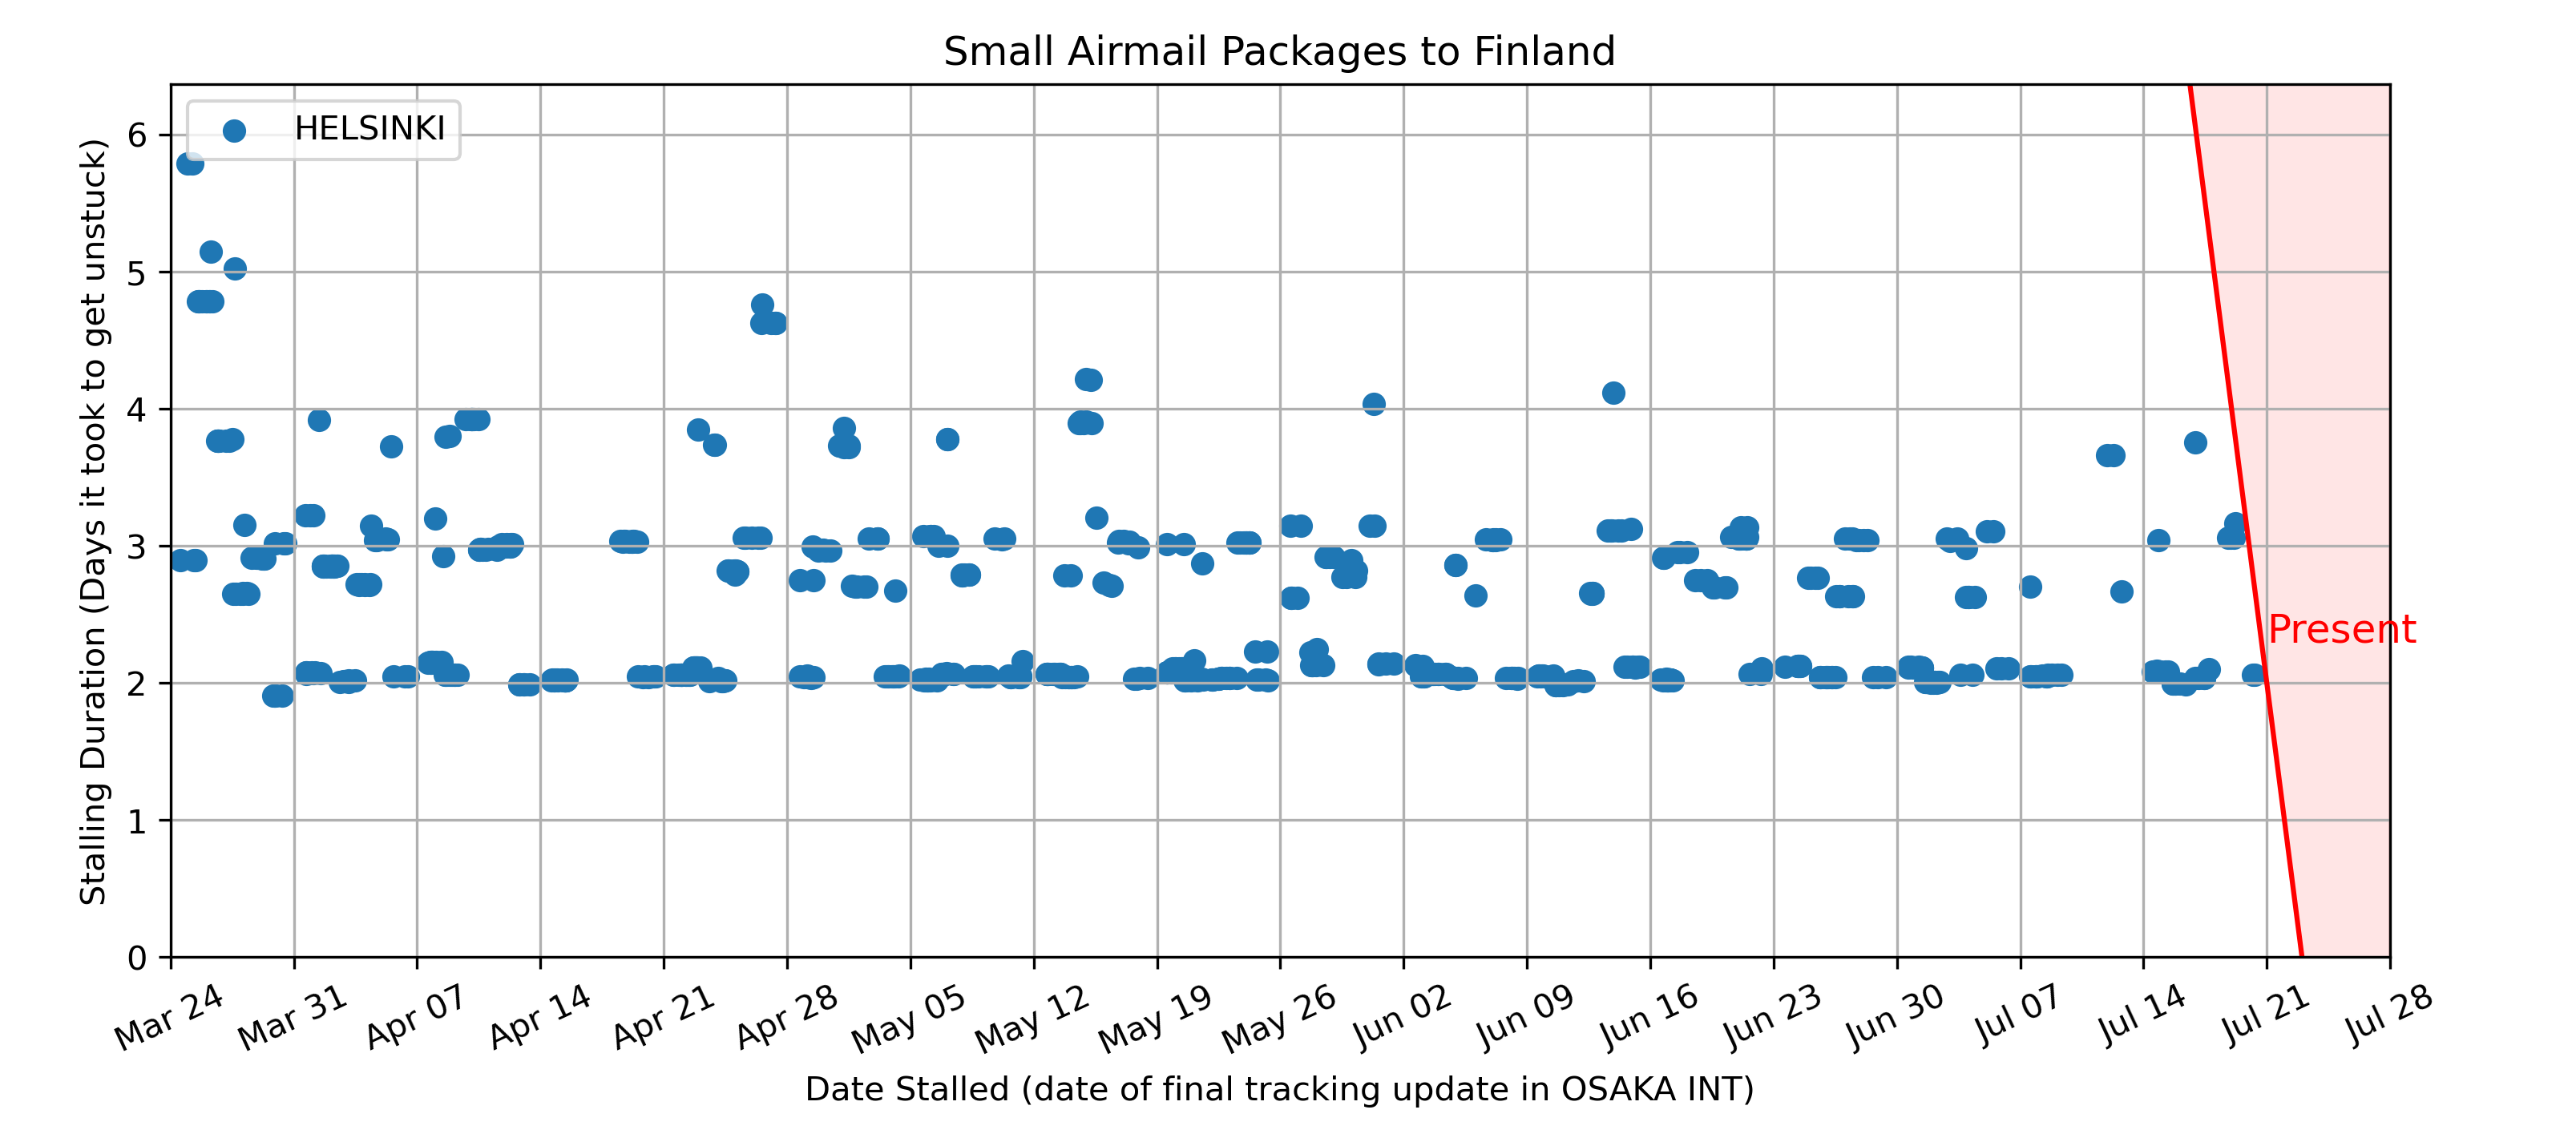 Small Airmail Packages to Finland
HELSINKI
Stalling Duration (Days it took to get unstuck)
6
5
4
3
2
1
0
Present
Mar 24
Mar 31
Apr 07
Apr 14
Apr 21
Apr 28
May 05
May 12
May 19
May 26
Jun 02
Jun 09
Jun 16
Jun 23
Jun 30
Jul 07
Jul 14
Jul 21
Jul 28
Date Stalled (date of final tracking update in OSAKA INT)